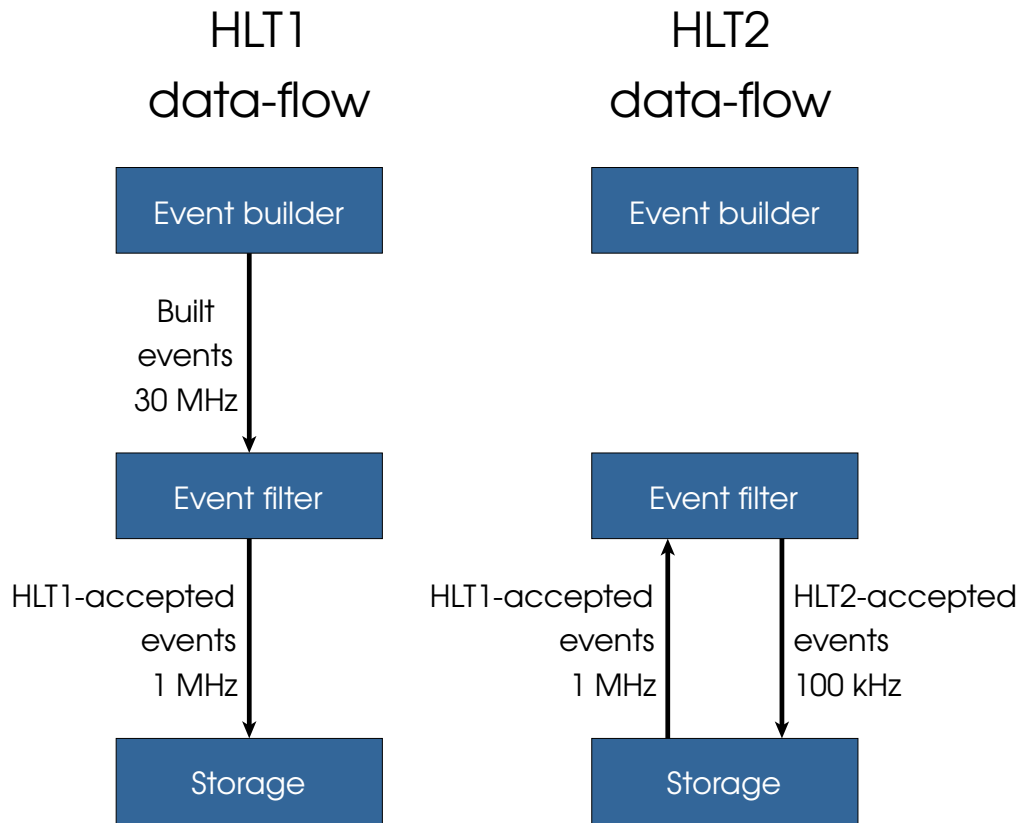 HLT1
data-flow
Event builder
Built
events
30 MHz
Event filter
HLT1-accepted
events
1 MHz
Storage
HLT2
data-flow
Event builder
Event filter
HLT1-accepted
events
1 MHz
HLT2-accepted
events
100 kHz
Storage